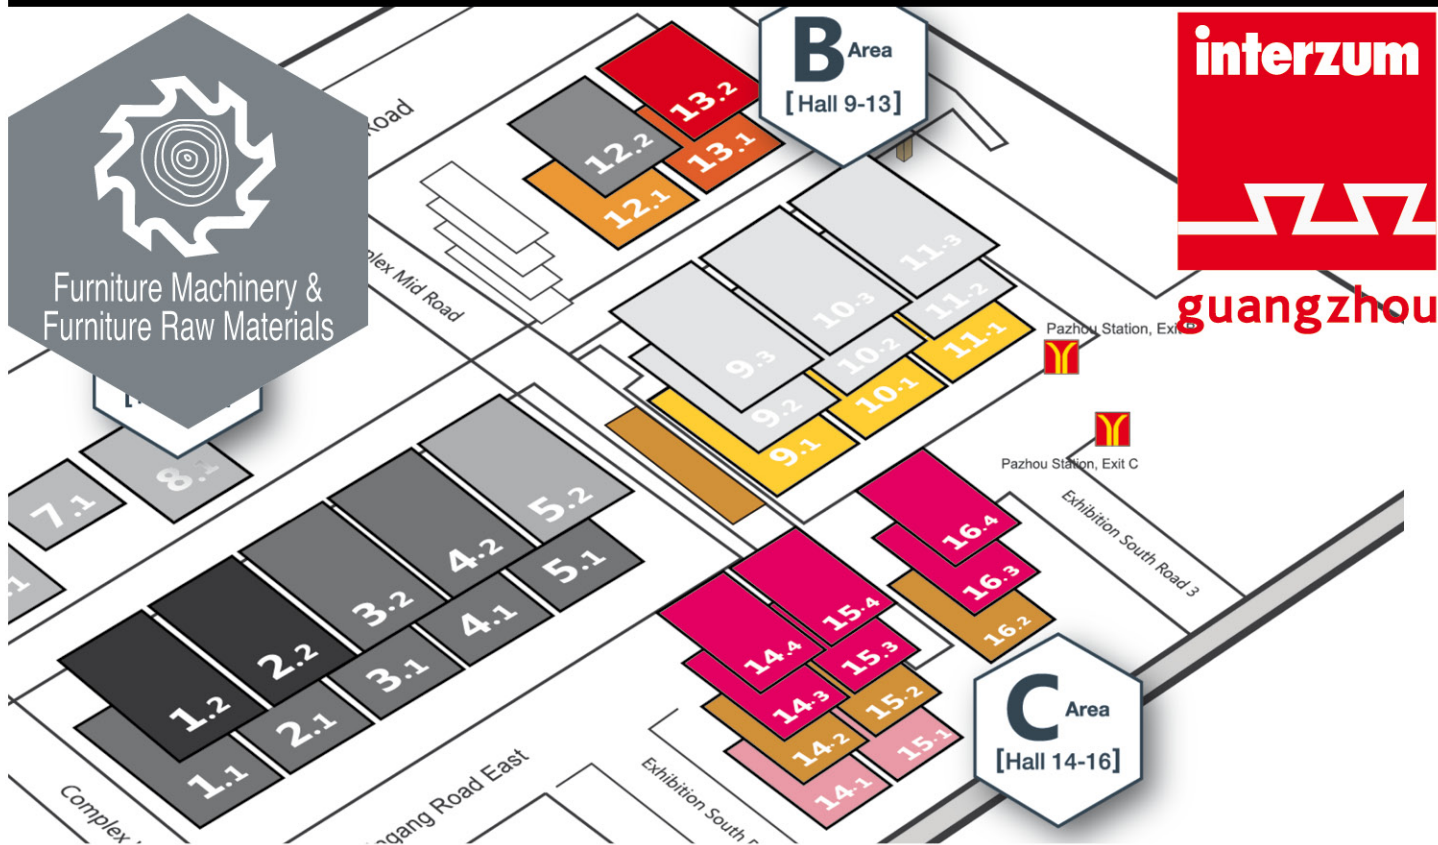 B Area
[Hall 9-13]
interzum
guangzhou
Furniture Machinery &
Furniture Raw Materials
Road
Mid Road
13.2
13.1
12.2
12.1
11.3
11.2
11.1
10.3
10.2
10.1
9.3
9.2
9.1
Pazhou Station, Exit
Pazhou Station, Exit C
Exhibition South Road 3
8.1
7.1
5.2
5.1
4.2
4.1
3.2
3.1
2.2
2.1
1.2
1.1
16.4
16.3
16.2
15.4
15.3
15.2
15.1
14.4
14.3
14.2
14.1
C Area
[Hall 14-16]
Complex
Road East
Exhibition South